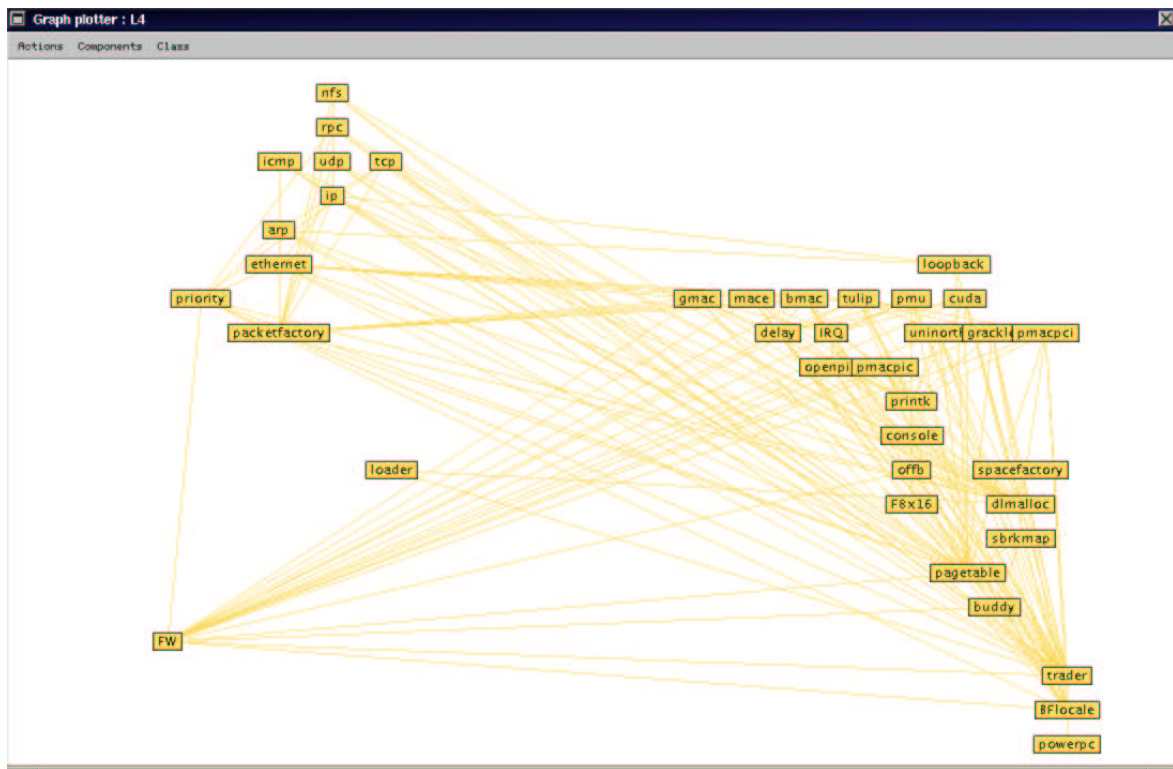 Graph plotter : L4
Actions Components Class
nfs
rpc
icmp udp tcp
ip
arp
ethernet loopback
priority gmac mace bmac tulip pmu cuda
packetfactory delay IRQ uninorth grackle pmacpci
openpi pmacpic
printk
console
loader offb spacefactory
F8x16 dlmalloc
sbrkmap
pagetable
buddy
FW
trader
BFlocale
powerpc